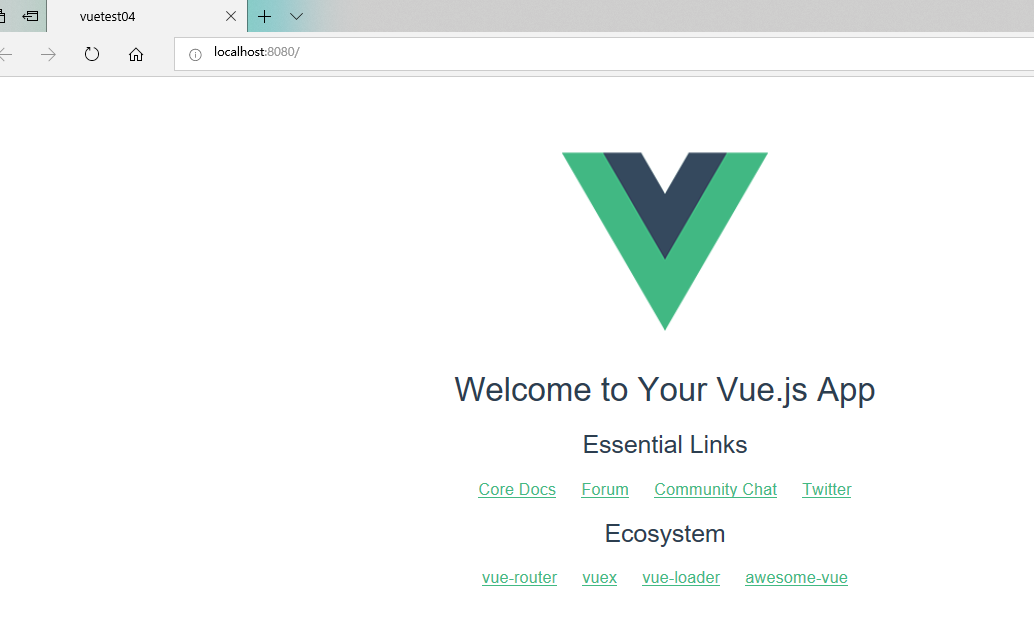 vuetest04
localhost:8080/
Welcome to Your Vue.js App
Essential Links
Core Docs Forum Community Chat Twitter
Ecosystem
vue-router vuex vue-loader awesome-vue